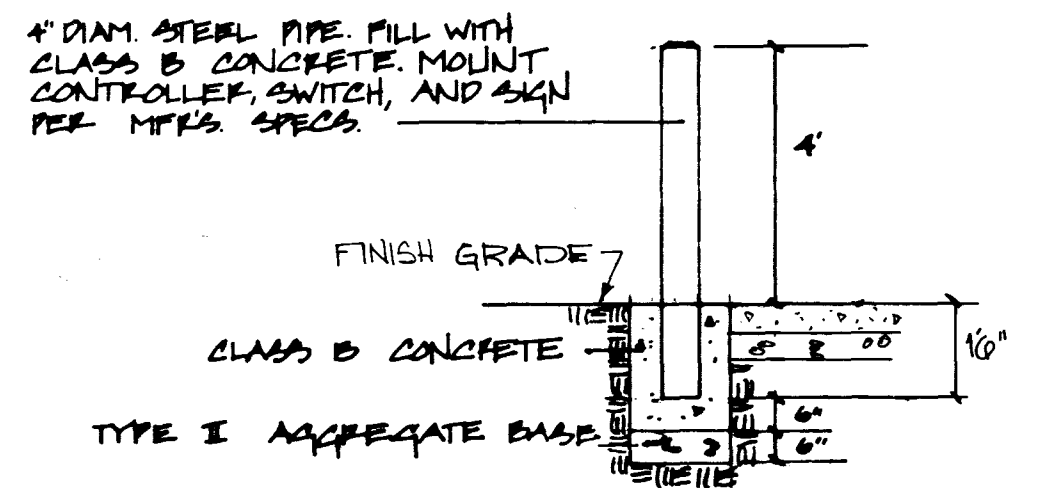 4" DIAM. STEEL PIPE. FILL WITH
CLASS B CONCRETE. MOUNT
CONTROLLER, SWITCH, AND SIGN
PER MFR'S. SPECS.
4'
FINISH GRADE
CLASS B CONCRETE
1'6"
TYPE II AGGREGATE BASE
6"
6"